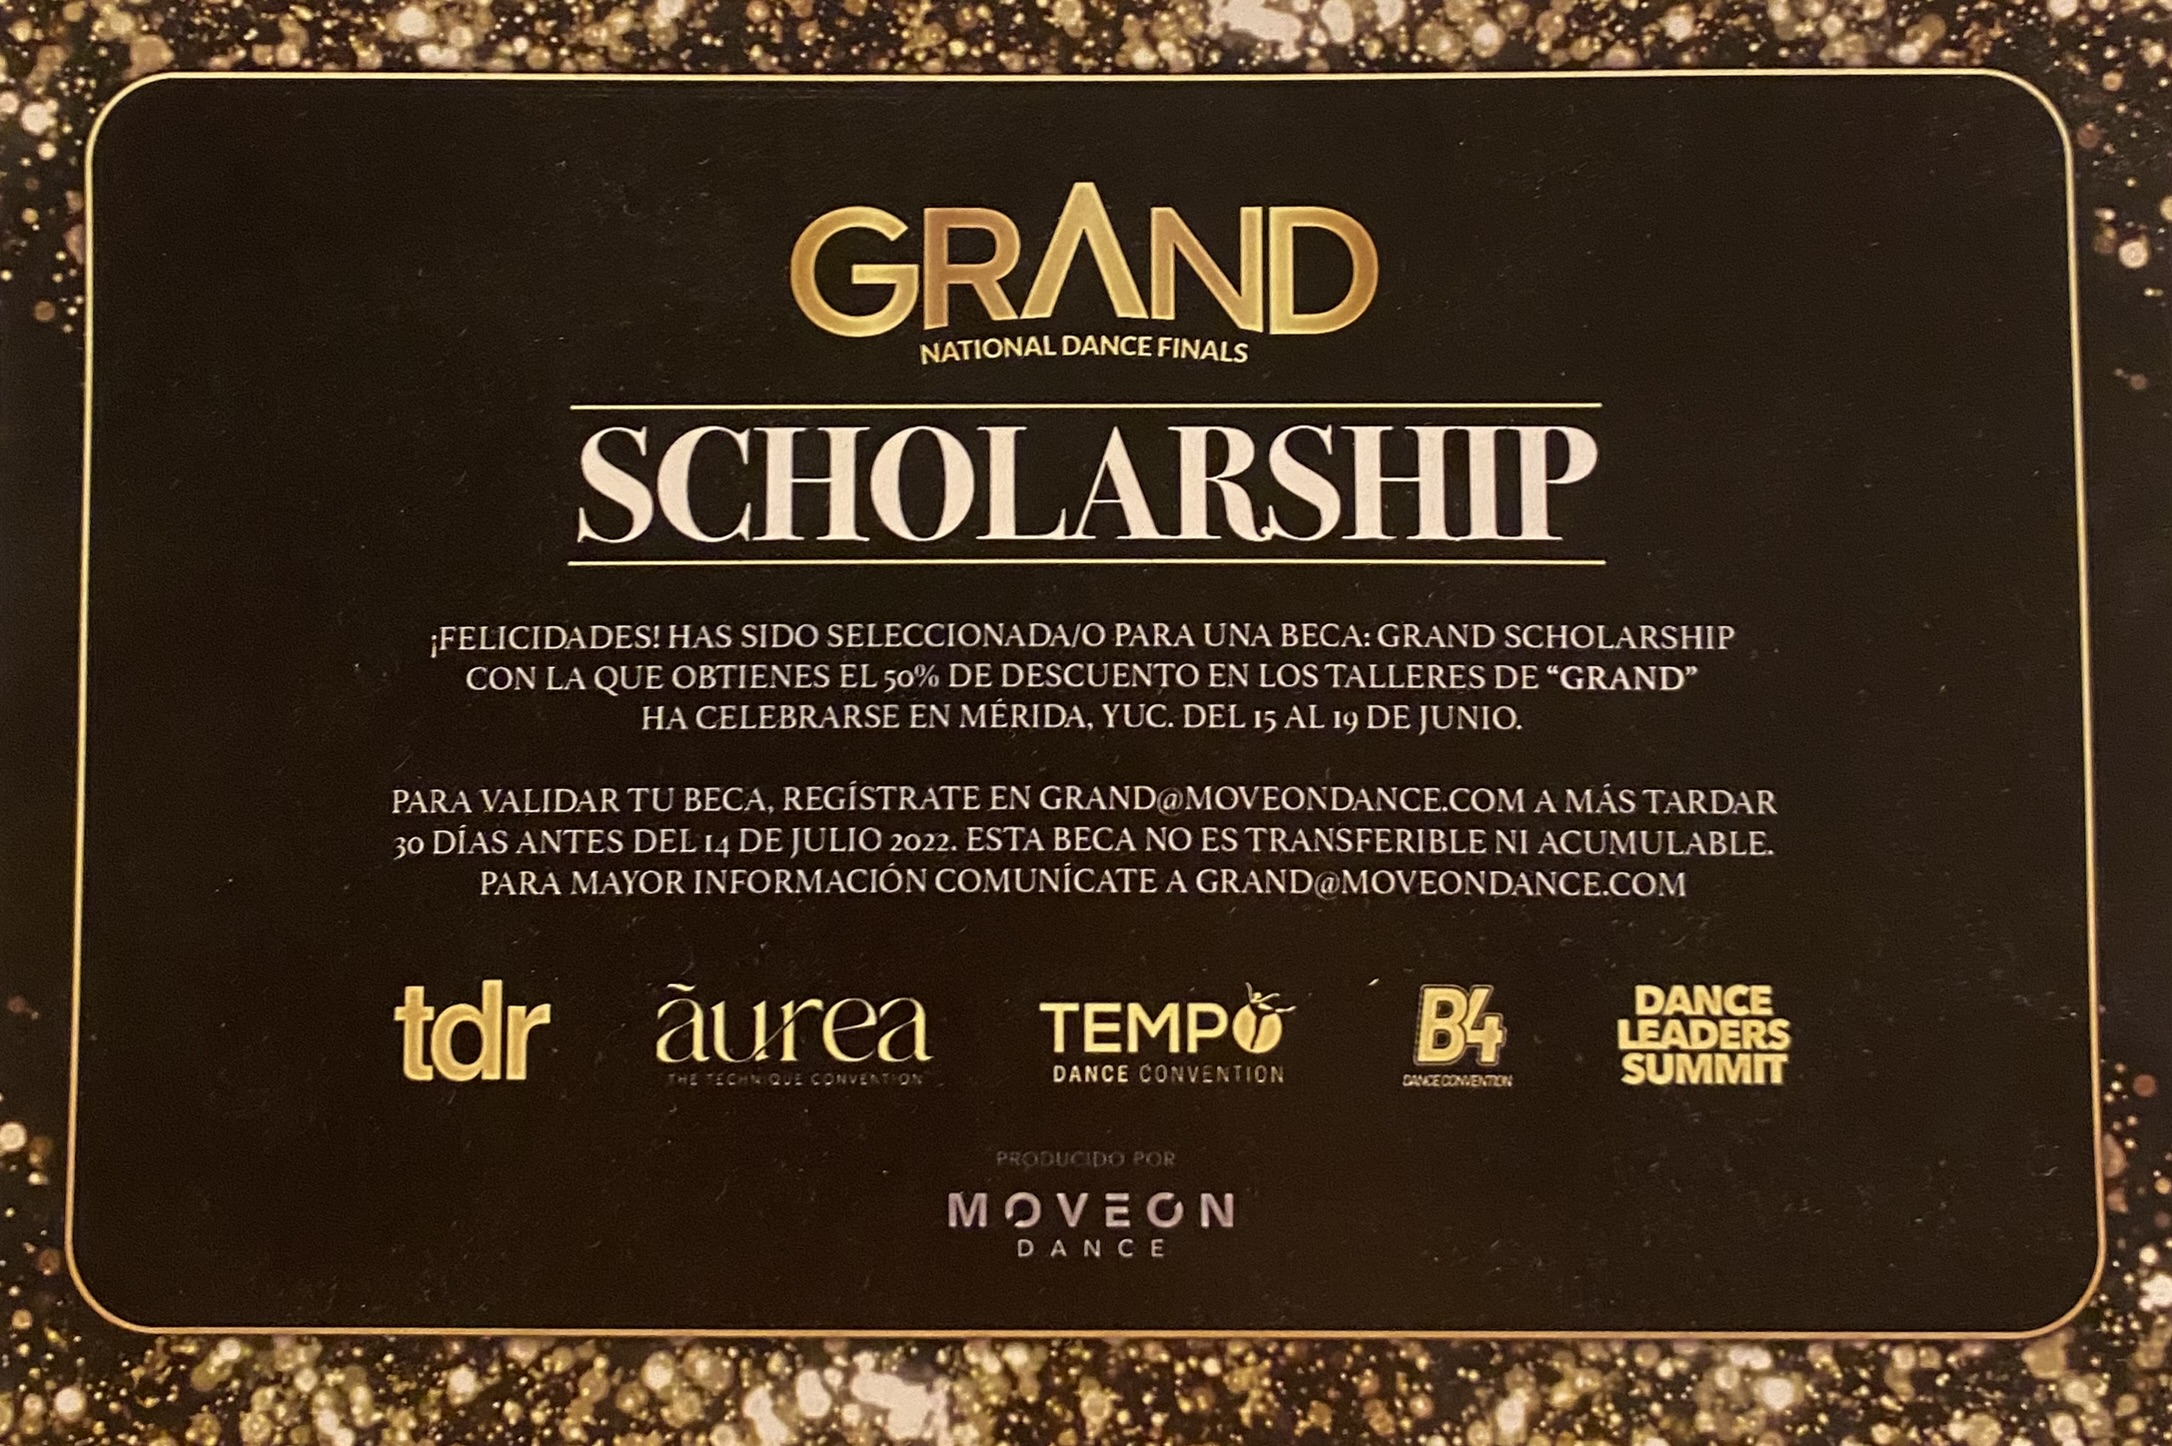 GRAND
NATIONAL DANCE FINALS
SCHOLARSHIP
¡FELICIDADES! HAS SIDO SELECCIONADA/O PARA UNA BECA: GRAND SCHOLARSHIP
CON LA QUE OBTIENES EL 50% DE DESCUENTO EN LOS TALLERES DE “GRAND”
HA CELEBRARSE EN MÉRIDA, YUC. DEL 15 AL 19 DE JUNIO.
PARA VALIDAR TU BECA, REGÍSTRATE EN GRAND@MOVEONDANCE.COM A MÁS TARDAR
30 DÍAS ANTES DEL 14 DE JULIO 2022. ESTA BECA NO ES TRANSFERIBLE NI ACUMULABLE.
PARA MAYOR INFORMACIÓN COMUNÍCATE A GRAND@MOVEONDANCE.COM
tdr
āurea
THE TECHNIQUE CONVENTION
TEMPO
DANCE CONVENTION
B4
DANCE CONVENTION
DANCE
LEADERS
SUMMIT
PRODUCIDO POR
MOVEON
DANCE